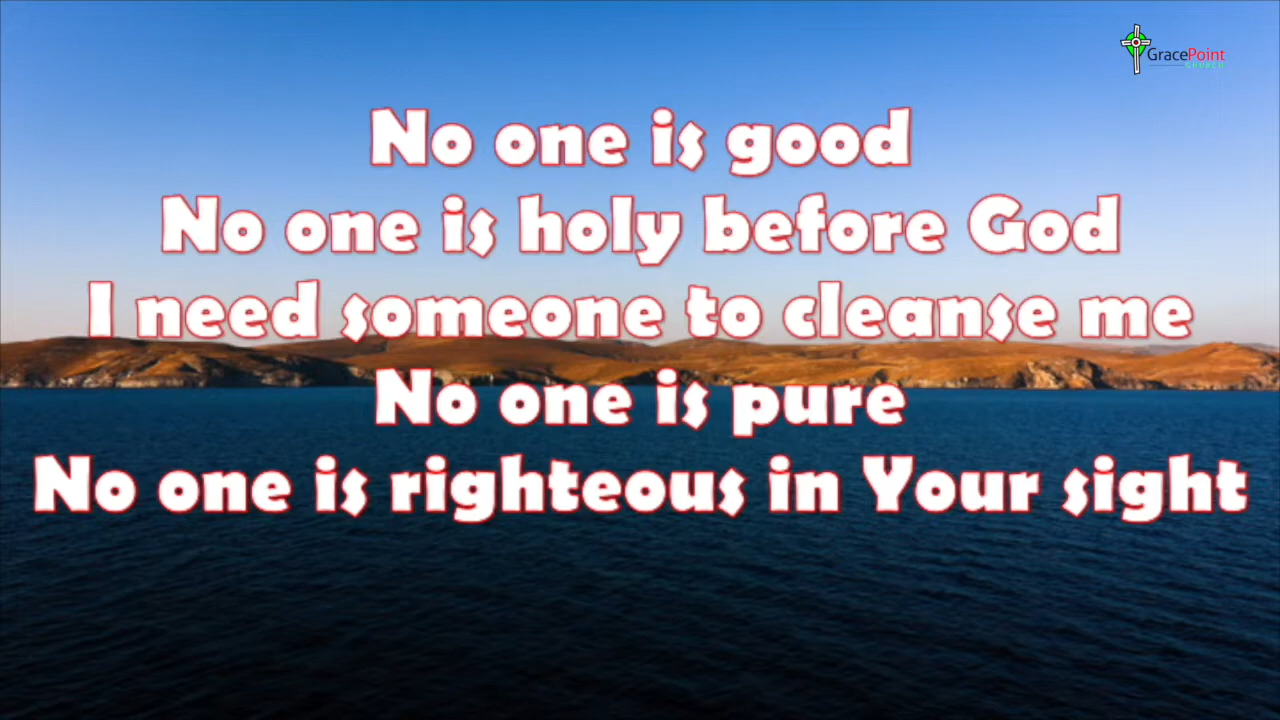 GracePoint
CHURCH
No one is good
No one is holy before God
I need someone to cleanse me
No one is pure
No one is righteous in Your sight